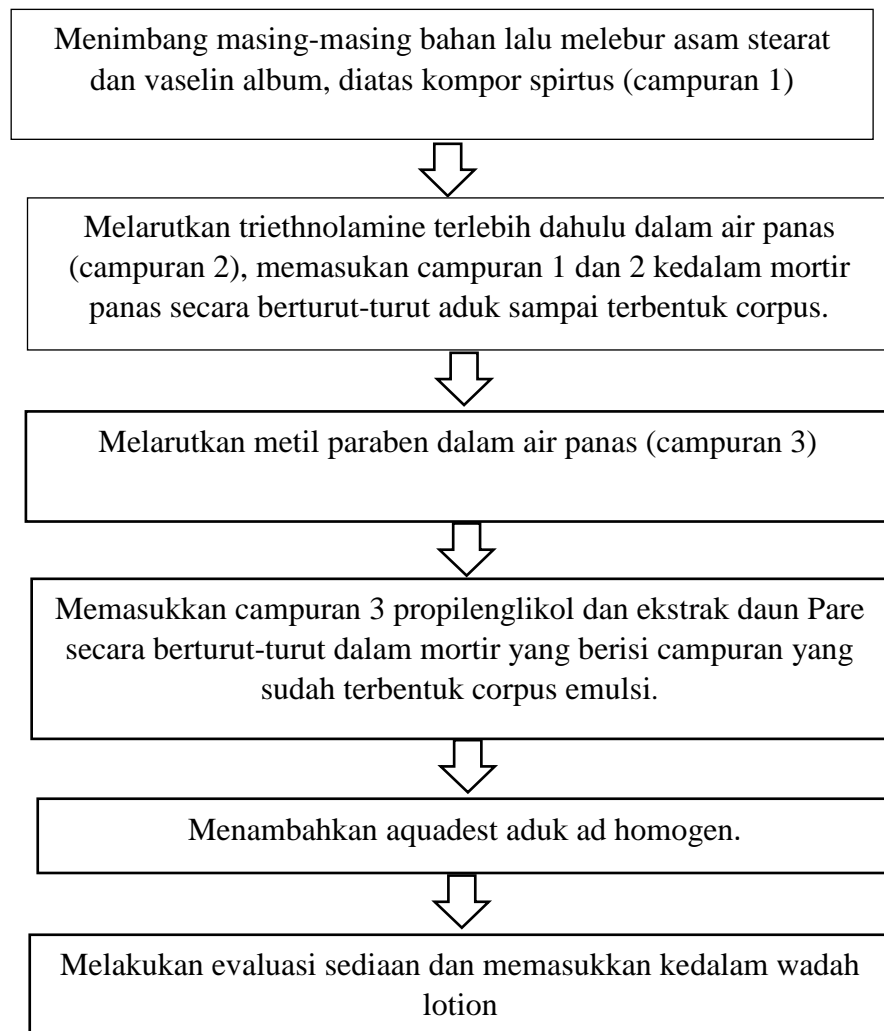 Menimbang masing-masing bahan lalu melebur asam stearat
dan vaselin album, diatas kompor spirtus (campuran 1)
Melarutkan triethnolamine terlebih dahulu dalam air panas
(campuran 2), memasukan campuran 1 dan 2 kedalam mortir
panas secara berturut-turut aduk sampai terbentuk corpus.
Melarutkan metil paraben dalam air panas (campuran 3)
Memasukkan campuran 3 propilenglikol dan ekstrak daun Pare
secara berturut-turut dalam mortir yang berisi campuran yang
sudah terbentuk corpus emulsi.
Menambahkan aquadest aduk ad homogen.
Melakukan evaluasi sediaan dan memasukkan kedalam wadah
lotion